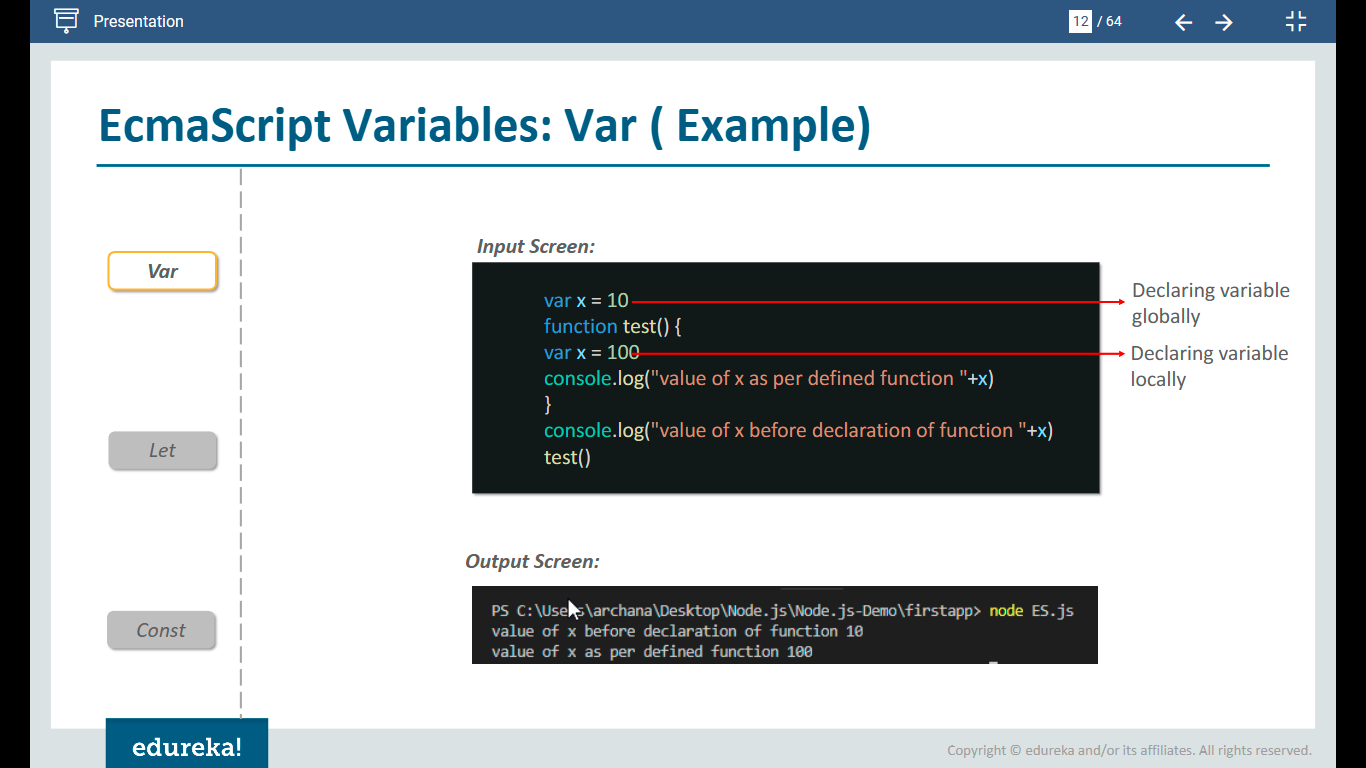 Presentation
12 / 64
EcmaScript Variables: Var ( Example)
Var
Let
Const
Input Screen:
var x = 10
function test() {
var x = 100
console.log("value of x as per defined function "+x)
}
console.log("value of x before declaration of function "+x)
test()
Declaring variable
globally
Declaring variable
locally
Output Screen:
PS C:\Users\archana\Desktop\Node.js\Node.js-Demo\firstapp> node ES.js
value of x before declaration of function 10
value of x as per defined function 100
edureka!
Copyright © edureka and/or its affiliates. All rights reserved.